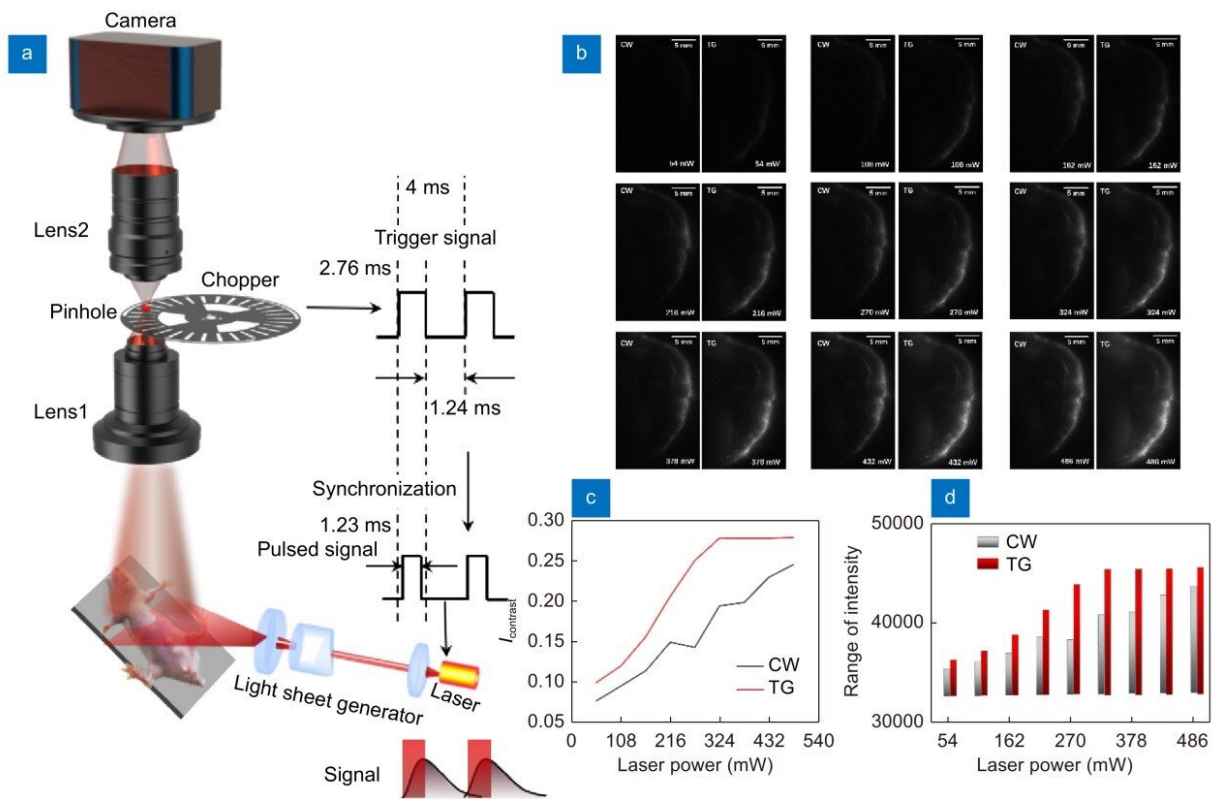 a
Camera
Lens2
Pinhole
Chopper
Lens1
4 ms
Trigger signal
2.76 ms
1.24 ms
Synchronization
1.23 ms
Pulsed signal
Light sheet generator
Laser
Signal
b
CW
5 mm
54 mW
TG
5 mm
54 mW
CW
5 mm
108 mW
TG
5 mm
108 mW
CW
5 mm
162 mW
TG
5 mm
162 mW
CW
5 mm
216 mW
TG
5 mm
216 mW
CW
5 mm
270 mW
TG
5 mm
270 mW
CW
5 mm
324 mW
TG
5 mm
324 mW
CW
5 mm
378 mW
TG
5 mm
378 mW
CW
5 mm
432 mW
TG
5 mm
432 mW
CW
5 mm
486 mW
TG
5 mm
486 mW
c
0.30
0.25
0.20
0.15
0.10
0.05
Icontrast
CW
TG
0 108 216 324 432 540
Laser power (mW)
d
50000
40000
30000
Range of intensity
CW
TG
54 162 270 378 486
Laser power (mW)